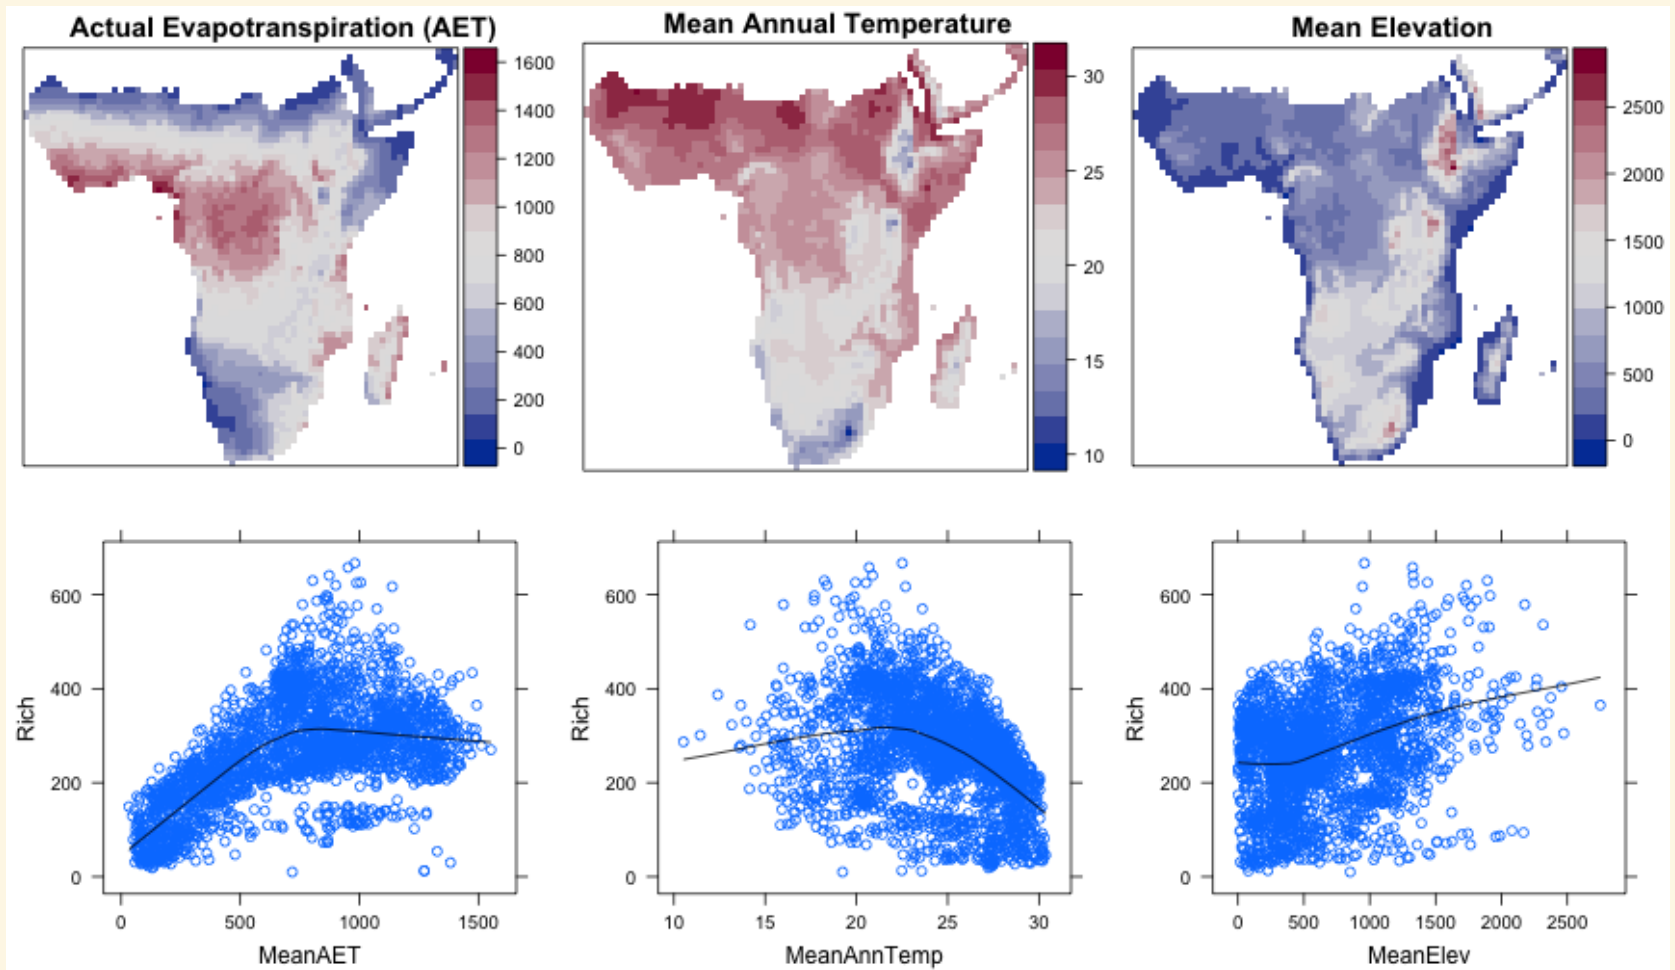 Actual Evapotranspiration (AET)
Mean Annual Temperature
Mean Elevation
1600
1400
1200
1000
800
600
400
200
0
30
25
20
15
10
2500
2000
1500
1000
500
0
Rich
600
400
200
0
0 500 1000 1500
MeanAET
Rich
600
400
200
0
10 15 20 25 30
MeanAnnTemp
Rich
600
400
200
0
0 500 1000 1500 2000 2500
MeanElev